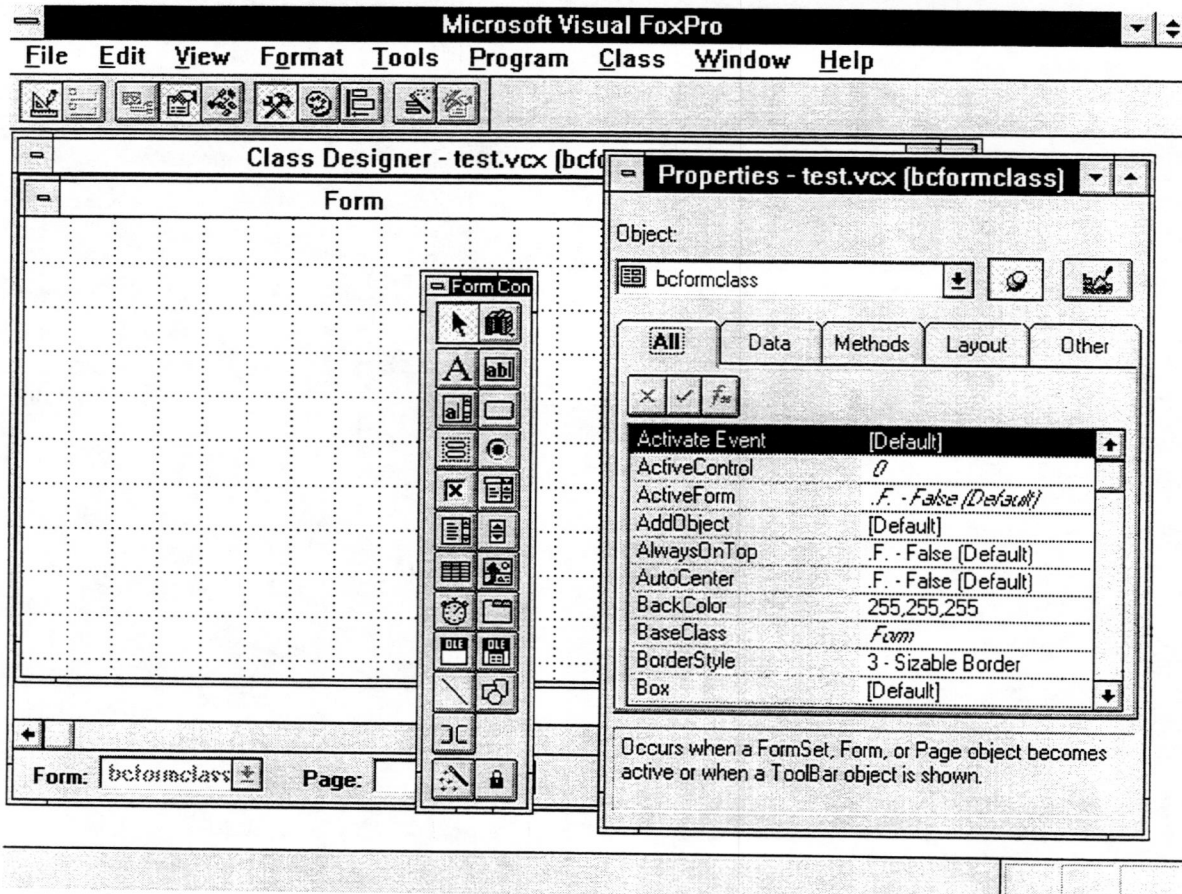 Microsoft Visual FoxPro
File Edit View Format Tools Program Class Window Help
Class Designer - test.vcx (bcfo
Form
Form Con
A
abl
a
OLE
OLE
Form: bcformclass
Page:
Properties - test.vcx (bcformclass)
Object:
bcformclass
All Data Methods Layout Other
Activate Event [Default]
ActiveControl 0
ActiveForm .F. - False (Default)
AddObject [Default]
AlwaysOnTop .F. - False (Default)
AutoCenter .F. - False (Default)
BackColor 255,255,255
BaseClass Form
BorderStyle 3 - Sizable Border
Box [Default]
Occurs when a FormSet, Form, or Page object becomes
active or when a ToolBar object is shown.